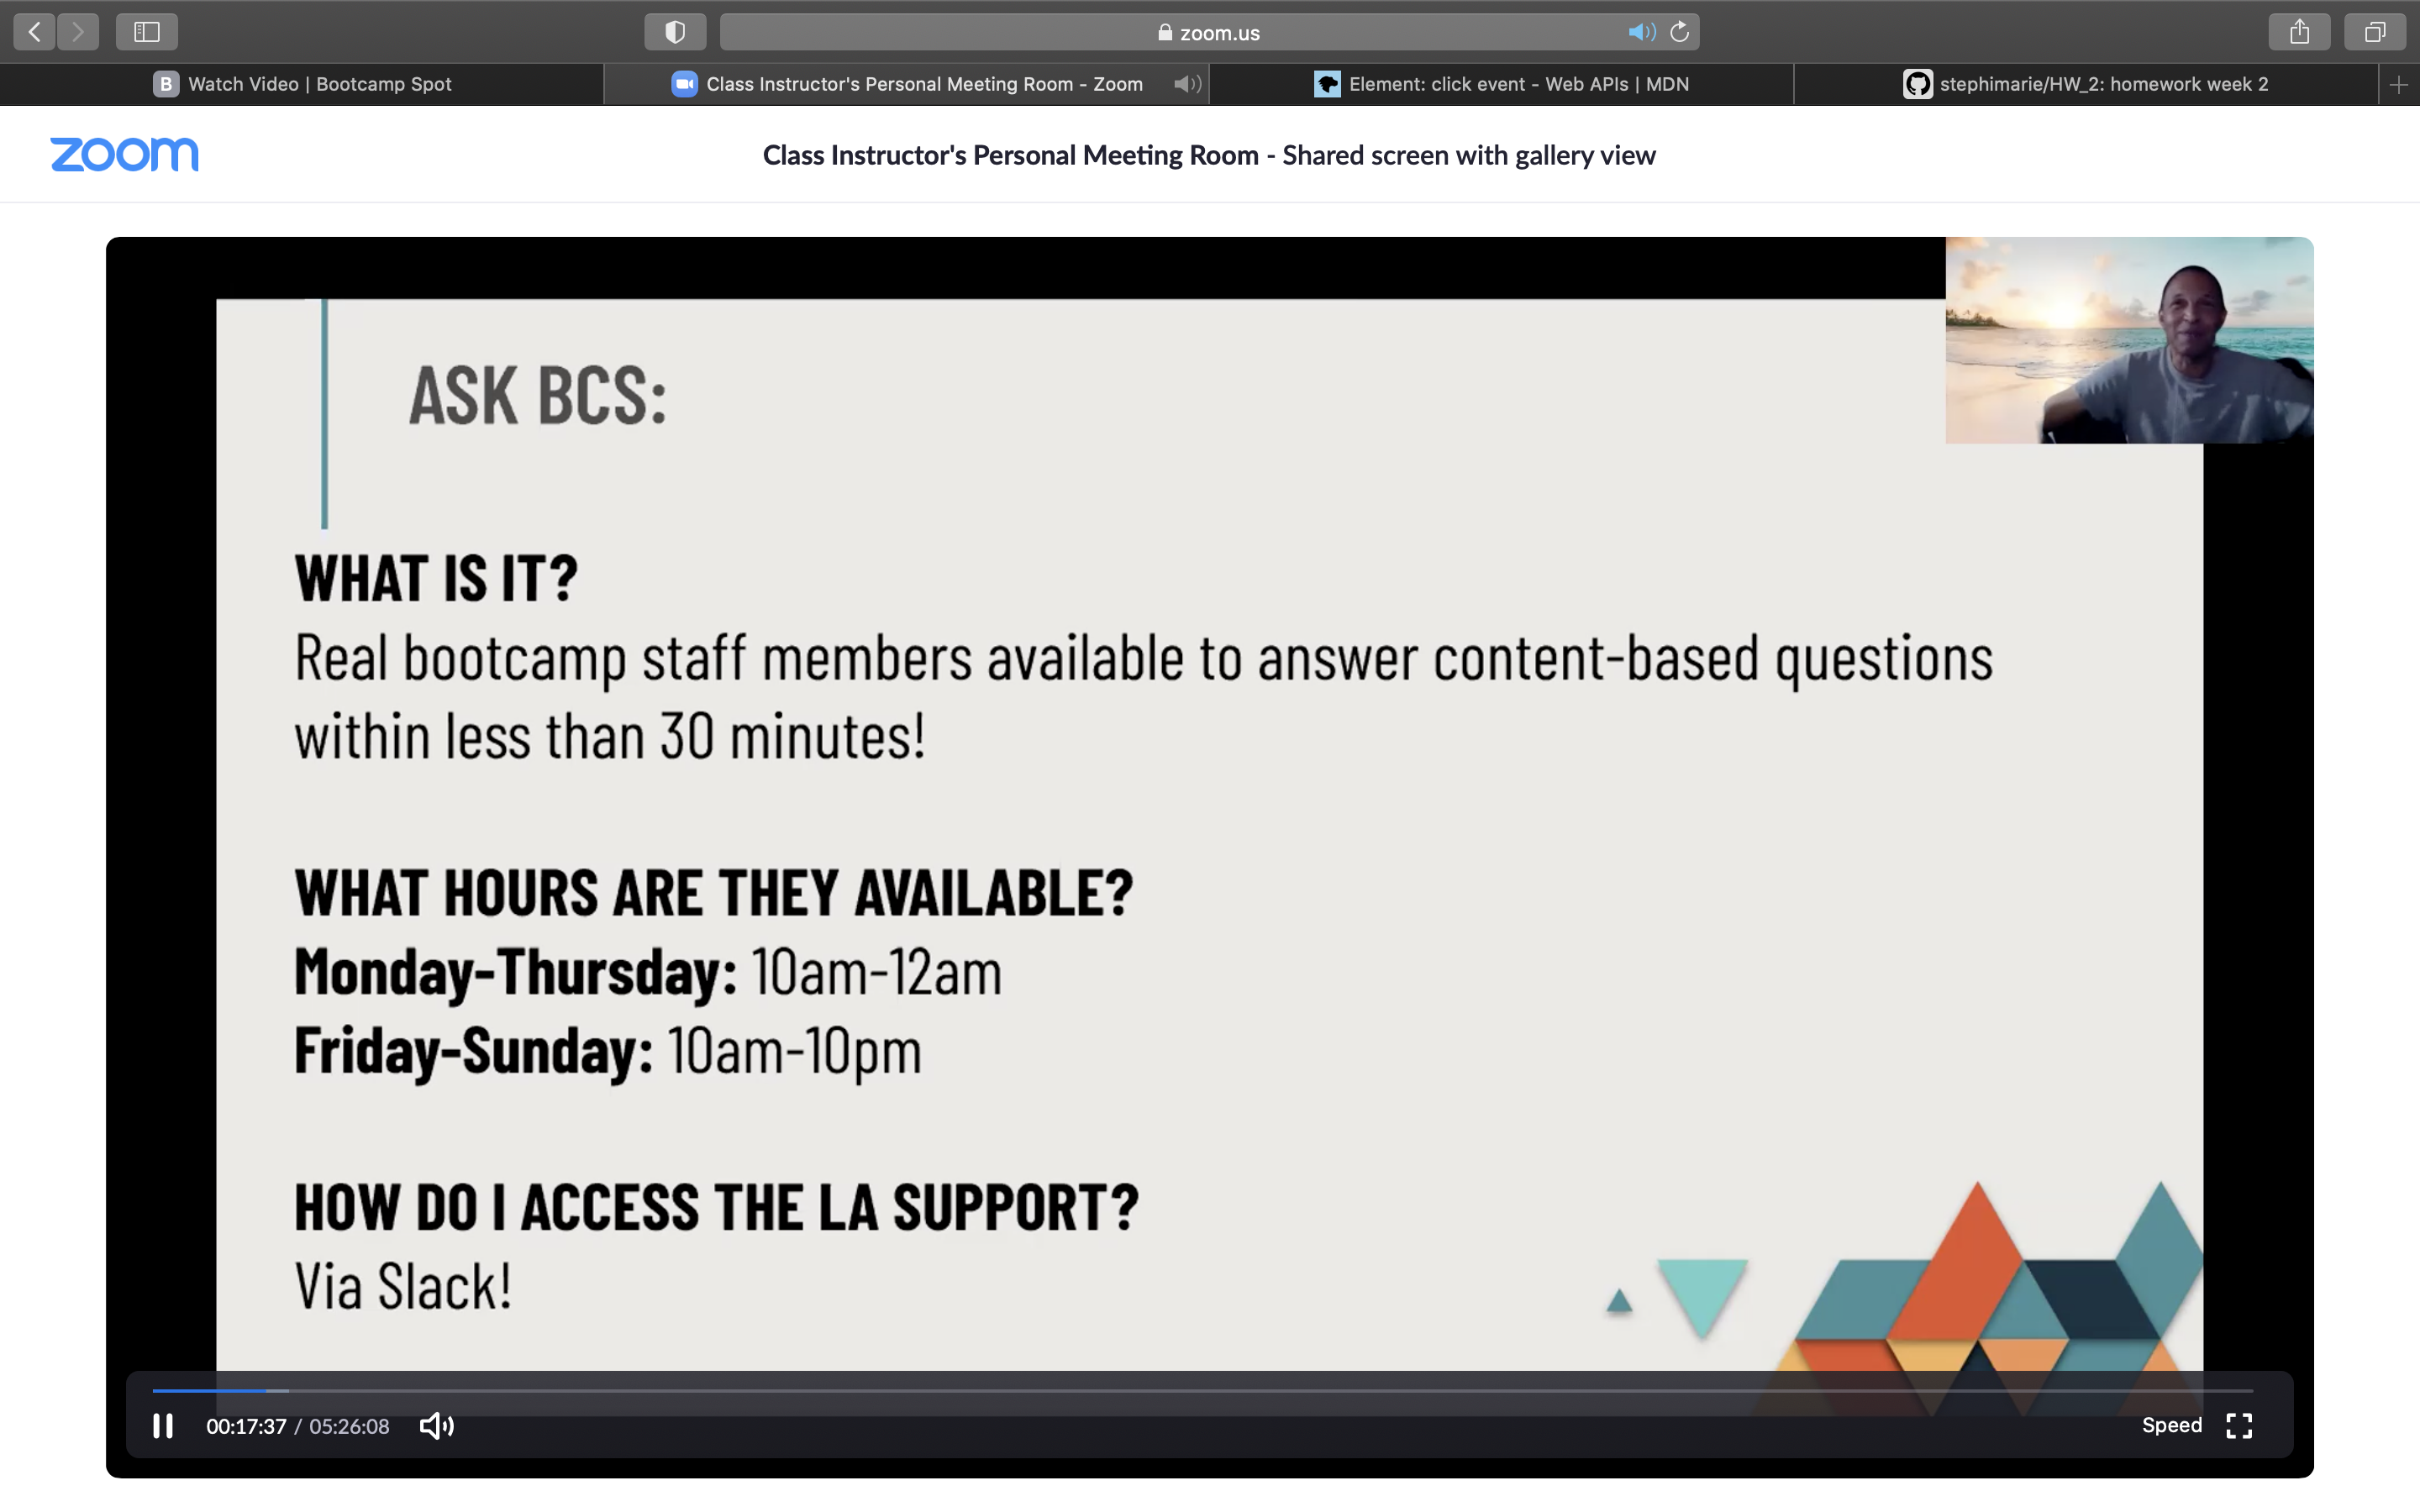 zoom.us
B Watch Video | Bootcamp Spot
Class Instructor's Personal Meeting Room - Zoom
Element: click event - Web APIs | MDN
stephimarie/HW_2: homework week 2
zoom
Class Instructor's Personal Meeting Room - Shared screen with gallery view
ASK BCS:
WHAT IS IT?
Real bootcamp staff members available to answer content-based questions
within less than 30 minutes!
WHAT HOURS ARE THEY AVAILABLE?
Monday-Thursday: 10am-12am
Friday-Sunday: 10am-10pm
HOW DO I ACCESS THE LA SUPPORT?
Via Slack!
00:17:37 / 05:26:08
Speed